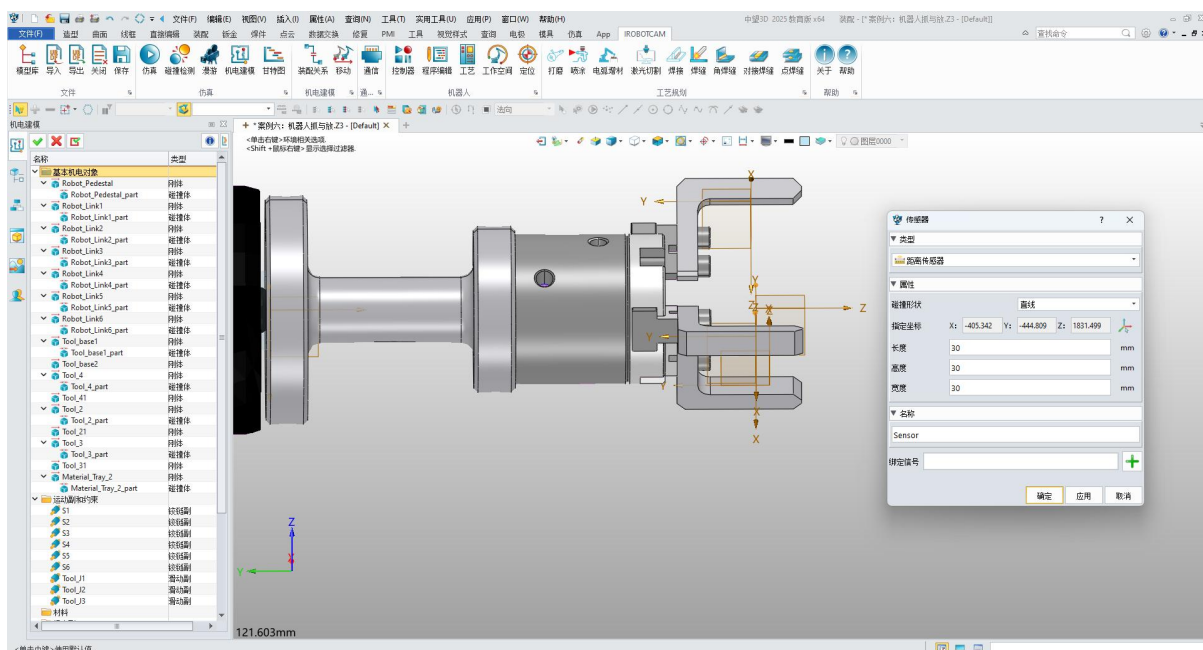 文件(F) 编辑(E) 视图(V) 插入(I) 属性(A) 查询(N) 工具(T) 实用工具(U) 应用(P) 窗口(W) 帮助(H) 中望3D 2025 教育版 x64 装配 - [* 案例六：机器人抓与放.Z3 - [Default]]
文件(F) 造型 曲面 线框 直接编辑 装配 钣金 焊件 点云 数据交换 修复 PMI 工具 视觉样式 查询 电极 模具 仿真 App IROBOTCAM 查找命令
模型库 导入 导出 关闭 保存 仿真 碰撞检测 漫游 机电建模 甘特图 装配关系 移动 通信 控制器 程序编辑 工艺 工作空间 定位 打磨 喷涂 电弧增材 激光切割 焊接 焊缝 角焊缝 对接焊缝 点焊缝 关于 帮助
文件 仿真 机电建模 通... 机器人 工艺规划 帮助
法向
机电建模
* 案例六：机器人抓与放.Z3 - [Default]
<单击右键>环境相关选项.
<Shift + 鼠标右键> 显示选择过滤器.
图层0000
名称 类型
基本机电对象
Robot_Pedestal 刚体
Robot_Pedestal_part 碰撞体
Robot_Link1 刚体
Robot_Link1_part 碰撞体
Robot_Link2 刚体
Robot_Link2_part 碰撞体
Robot_Link3 刚体
Robot_Link3_part 碰撞体
Robot_Link4 刚体
Robot_Link4_part 碰撞体
Robot_Link5 刚体
Robot_Link5_part 碰撞体
Robot_Link6 刚体
Robot_Link6_part 碰撞体
Tool_base1 刚体
Tool_base1_part 碰撞体
Tool_base2 刚体
Tool_4 刚体
Tool_4_part 碰撞体
Tool_41 刚体
Tool_2 刚体
Tool_2_part 碰撞体
Tool_21 刚体
Tool_3 刚体
Tool_3_part 碰撞体
Tool_31 刚体
Material_Tray_2 刚体
Material_Tray_2_part 碰撞体
运动副和约束
S1 铰链副
S2 铰链副
S3 铰链副
S4 铰链副
S5 铰链副
S6 铰链副
Tool_J1 滑动副
Tool_J2 滑动副
Tool_J3 滑动副
材料
X
Y
Y
Z
X
Z
Y
Y
X
X
Z
X
Y
121.603mm
传感器 ?
类型
距离传感器
属性
碰撞形状 直线
指定坐标 X: -405.342 Y: -444.809 Z: 1831.499
长度 30 mm
高度 30 mm
宽度 30 mm
名称
Sensor
绑定信号
确定 应用 取消